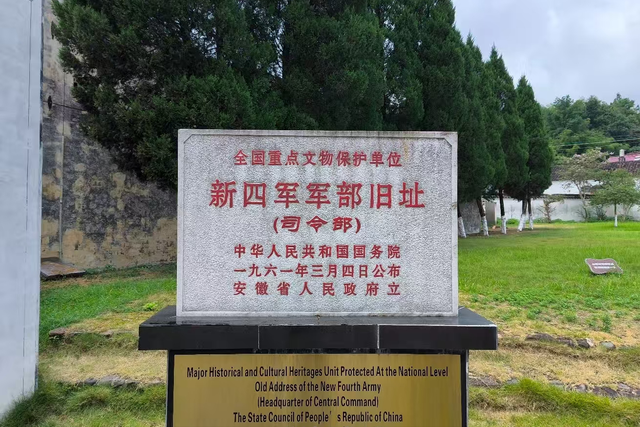 全国重点文物保护单位
新四军军部旧址
(司令部)
中华人民共和国国务院
一九六一年三月四日公布
安徽省人民政府立
Major Historical and Cultural Heritages Unit Protected At the National Level
Old Address of the New Fourth Army
(Headquarter of Central Command)
The State Council of People's Republic of China